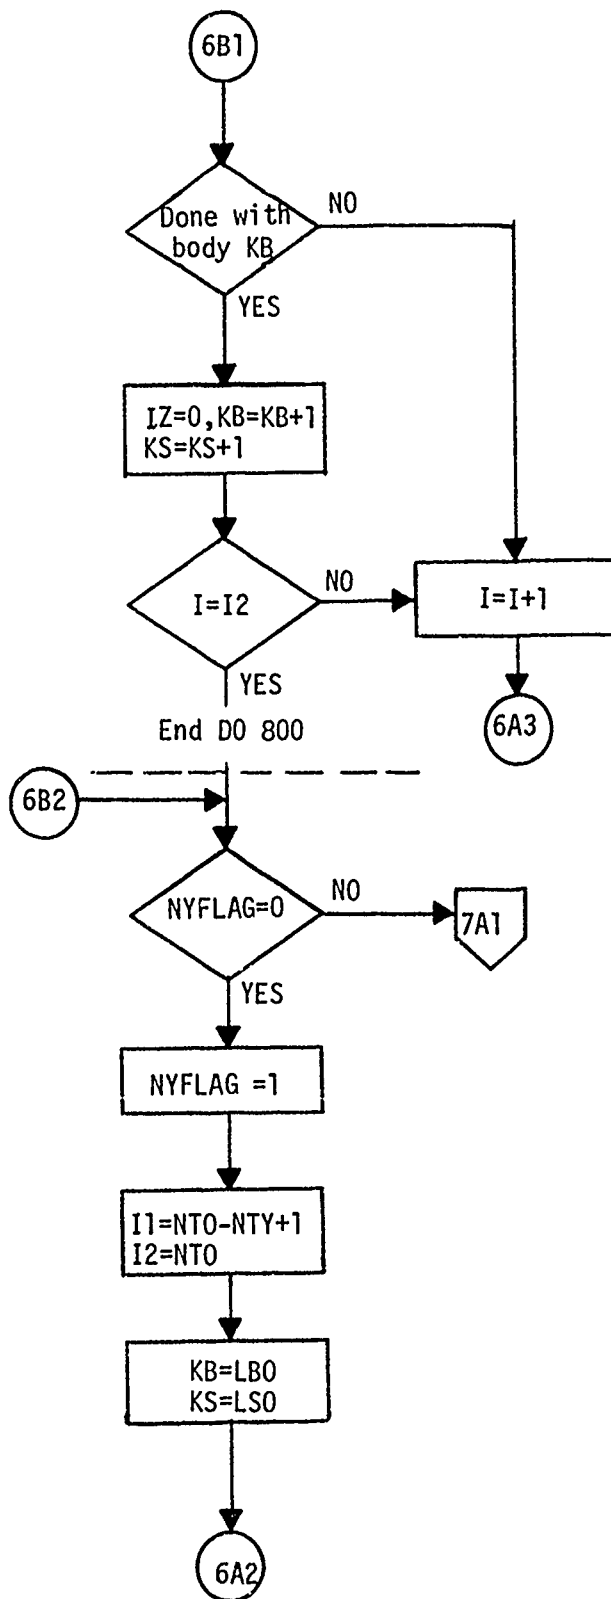 6B1
Done with
body KB
NO
YES
IZ=0,KB=KB+1
KS=KS+1
I=I2
NO
I=I+1
YES
6A3
End DO 800
6B2
NYFLAG=0
NO
7A1
YES
NYFLAG =1
I1=NTO-NTY+1
I2=NTO
KB=LBO
KS=LSO
6A2